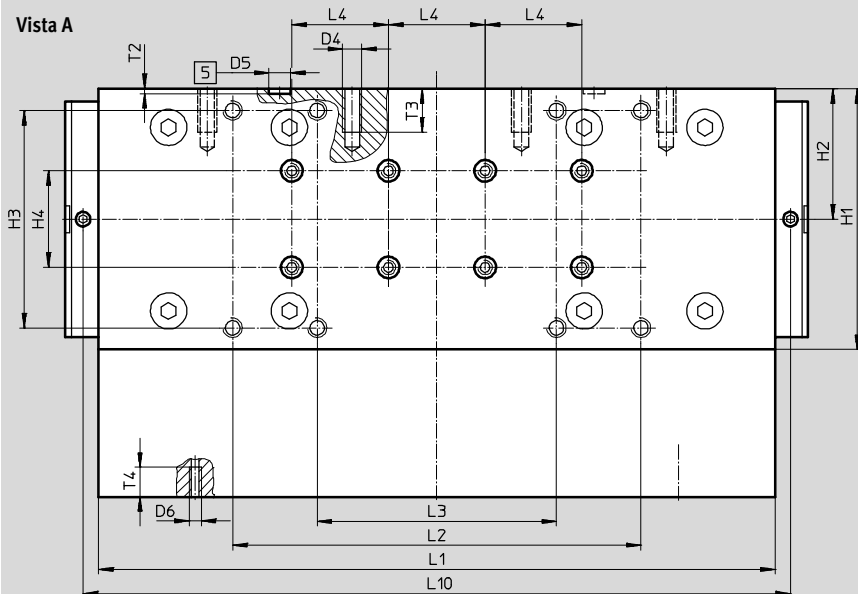 Vista A
L4 L4 L4
T2 5 D5 D4
T3
H2
H3 H4 H1
T4
D6
L3
L2
L1
L10